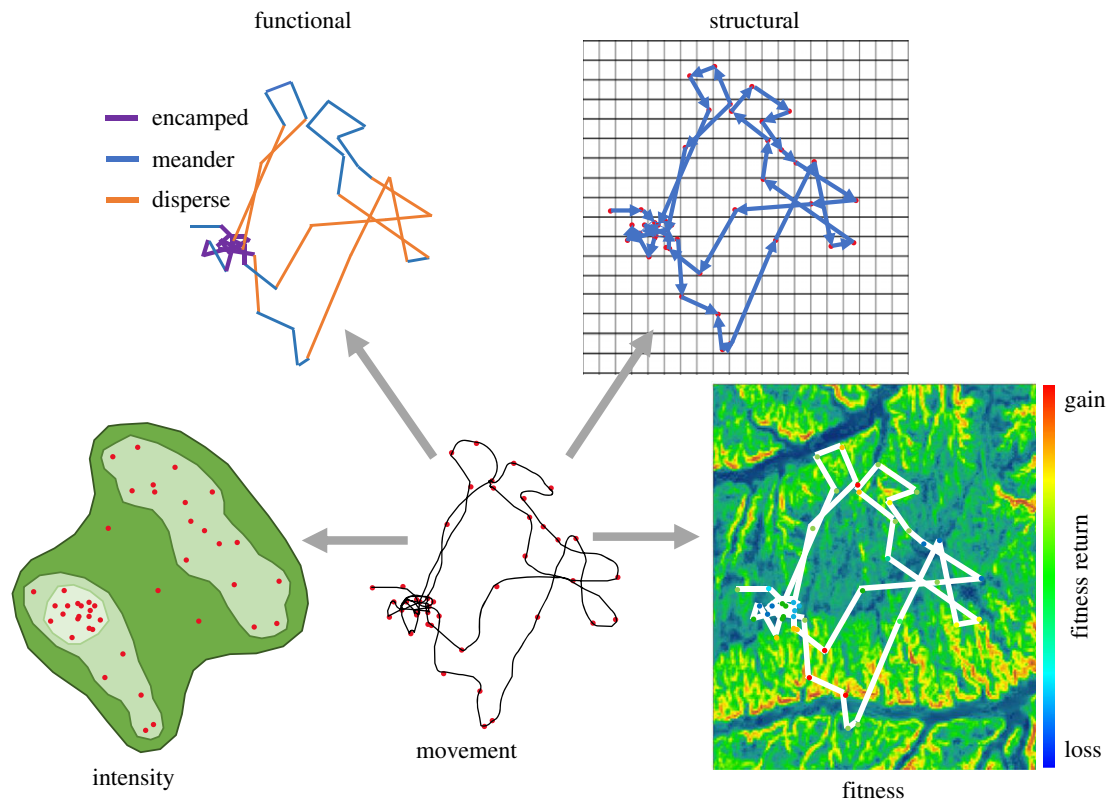 functional
structural
encamped
meander
disperse
gain
fitness return
loss
movement
intensity
fitness